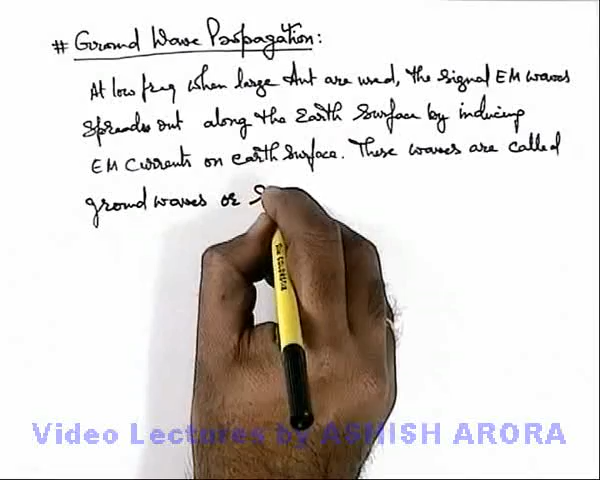 # Ground Wave Propagation:
At low freq when large Ant are used, the signal EM waves
spreads out along the Earth Surface by inducing
EM Currents on earth surface. These waves are called
ground waves or S
Video Lectures by ASHISH ARORA